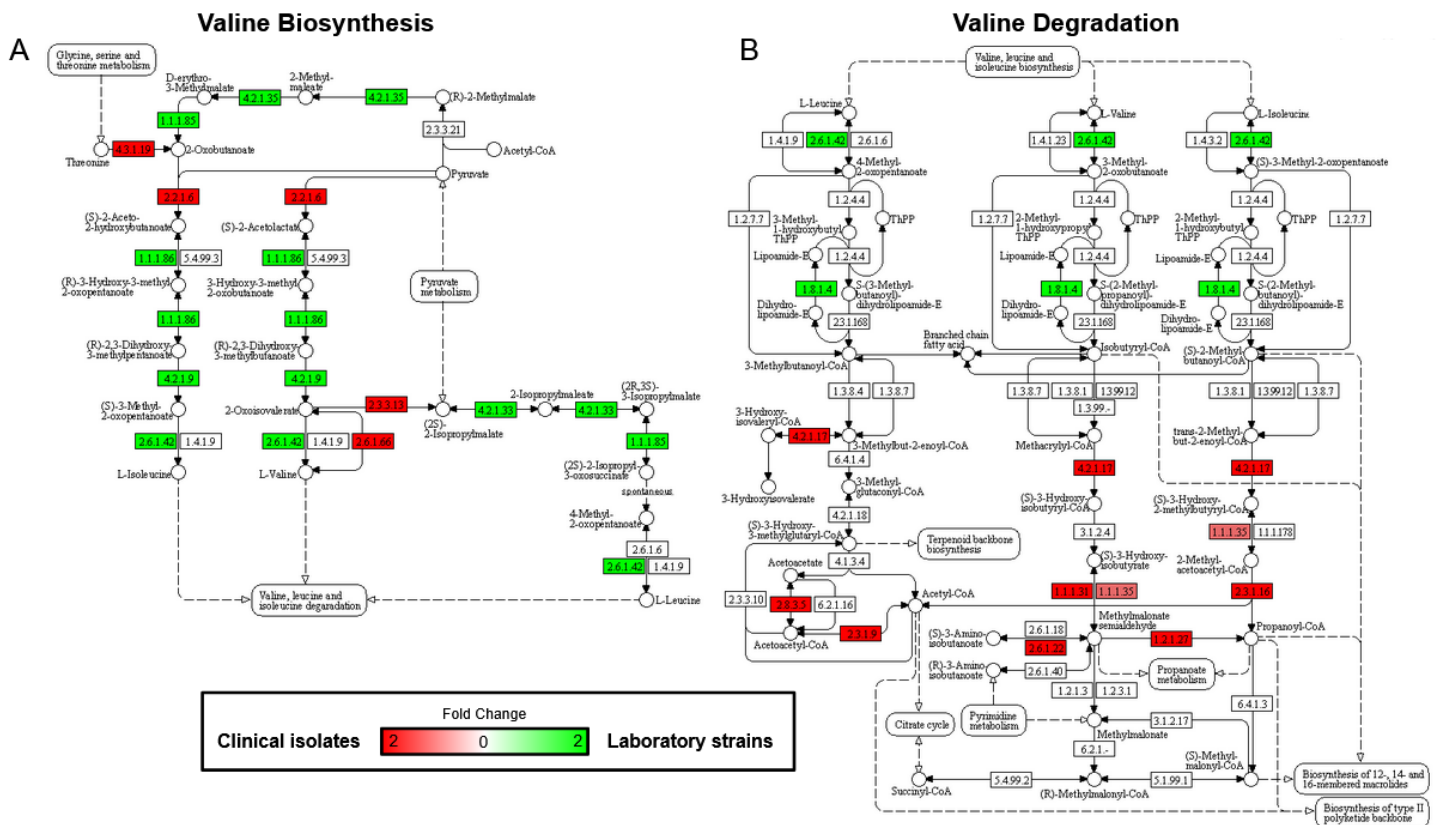 Valine Biosynthesis
Valine Degradation
A
B
Glycine, serine and
threonine metabolism
D-erythro-
3-Methylmalate
2-Methyl-
maleate
4.2.1.35
4.2.1.35
(R)-2-Methylmalate
1.1.1.85
2.3.3.21
Threonine
4.3.1.19
2-Oxobutanoate
Acetyl-CoA
Pyruvate
2.2.1.6
2.2.1.6
(S)-2-Aceto-
2-hydroxybutanoate
(S)-2-Acetolactate
1.1.1.86
5.4.99.3
1.1.1.86
5.4.99.3
(R)-3-Hydroxy-3-methyl
2-oxopentanoate
3-Hydroxy-3-methyl
2-oxobutanoate
Pyruvate
metabolism
1.1.1.86
1.1.1.86
(R)-2,3-Dihydroxy-
3-methylpentanoate
(R)-2,3-Dihydroxy-
3-methylbutanoate
4.2.1.9
4.2.1.9
(S)-3-Methyl-
2-oxopentanoate
2-Oxoisovalerate
2.3.3.13
(2S)-
2-Isopropylmalate
4.2.1.33
2-Isopropylmaleate
4.2.1.33
(2R,3S)-
3-Isopropylmalate
2.6.1.42
1.4.1.9
2.6.1.42
1.4.1.9
2.6.1.66
1.1.1.85
L-Isoleucine
L-Valine
(2S)-2-Isopropyl-
3-oxosuccinate
spontaneous
4-Methyl-
2-oxopentanoate
2.6.1.6
2.6.1.42
1.4.1.9
L-Leucine
Valine, leucine and
isoleucine degradation
Fold Change
Clinical isolates
2
0
2
Laboratory strains
Valine, leucine and
isoleucine biosynthesis
L-Leucine
L-Valine
L-Isoleucine
1.4.1.9
2.6.1.42
2.6.1.6
1.4.1.23
2.6.1.42
1.4.3.2
2.6.1.42
4-Methyl-
2-oxopentanoate
3-Methyl-
2-oxobutanoate
(S)-3-Methyl-2-oxopentanoate
1.2.4.4
1.2.4.4
1.2.4.4
1.2.7.7
3-Methyl-
1-hydroxybutyl
ThPP
ThPP
1.2.7.7
2-Methyl-
1-hydroxypropyl
ThPP
ThPP
2-Methyl-
1-hydroxybutyl
ThPP
ThPP
1.2.7.7
Lipoamide-E
1.2.4.4
Lipoamide-E
1.2.4.4
Lipoamide-E
1.2.4.4
1.8.1.4
S-(3-Methyl-
butanoyl)-
dihydrolipoamide-E
1.8.1.4
S-(2-Methyl-
propanoyl)-
dihydrolipoamide-E
1.8.1.4
S-(2-Methyl-
butanoyl)-
dihydrolipoamide-E
Dihydro-
lipoamide-E
2.3.1.168
Dihydro-
lipoamide-E
2.3.1.168
Dihydro-
lipoamide-E
2.3.1.168
Branched chain
fatty acid
3-Methylbutanoyl-CoA
Isobutyryl-CoA
(S)-2-Methyl-
butanoyl-CoA
1.3.8.4
1.3.8.7
1.3.8.7
1.3.8.1
1.3.99.12
1.3.99.-
1.3.8.1
1.3.99.12
1.3.8.7
3-Hydroxy-
isovaleryl-CoA
4.2.1.17
3-Methylbut-2-enoyl-CoA
Methacrylyl-CoA
trans-2-Methyl-
but-2-enoyl-CoA
6.4.1.4
4.2.1.17
4.2.1.17
3-Hydroxyisovalerate
3-Methyl-
glutaconyl-CoA
(S)-3-Hydroxy-
isobutyryl-CoA
(S)-3-Hydroxy-
2-methylbutyryl-CoA
4.2.1.18
3.1.2.4
1.1.1.35
1.1.1.178
(S)-3-Hydroxy-
3-methylglutaryl-CoA
Terpenoid backbone
biosynthesis
(S)-3-Hydroxy-
isobutyrate
2-Methyl-
acetoacetyl-CoA
4.1.3.4
Acetoacetate
2.3.3.10
2.8.3.5
6.2.1.16
Acetyl-CoA
1.1.1.31
1.1.1.35
2.3.1.16
Acetoacetyl-CoA
2.3.1.9
Methylmalonate
semialdehyde
Propanoyl-CoA
(S)-3-Amino-
isobutanoate
2.6.1.18
2.6.1.22
1.2.1.27
(R)-3-Amino
isobutanoate
2.6.1.40
Propanoate
metabolism
1.2.1.3
1.2.3.1
6.4.1.3
Citrate cycle
Pyrimidine
metabolism
3.1.2.17
Methylmalonate
6.2.1.-
(S)-Methyl-
malonyl-CoA
Succinyl-CoA
5.4.99.2
(R)-Methylmalonyl-CoA
5.1.99.1
Biosynthesis of 12-, 14- and
16-membered macrolides
Biosynthesis of type II
polyketide backbone